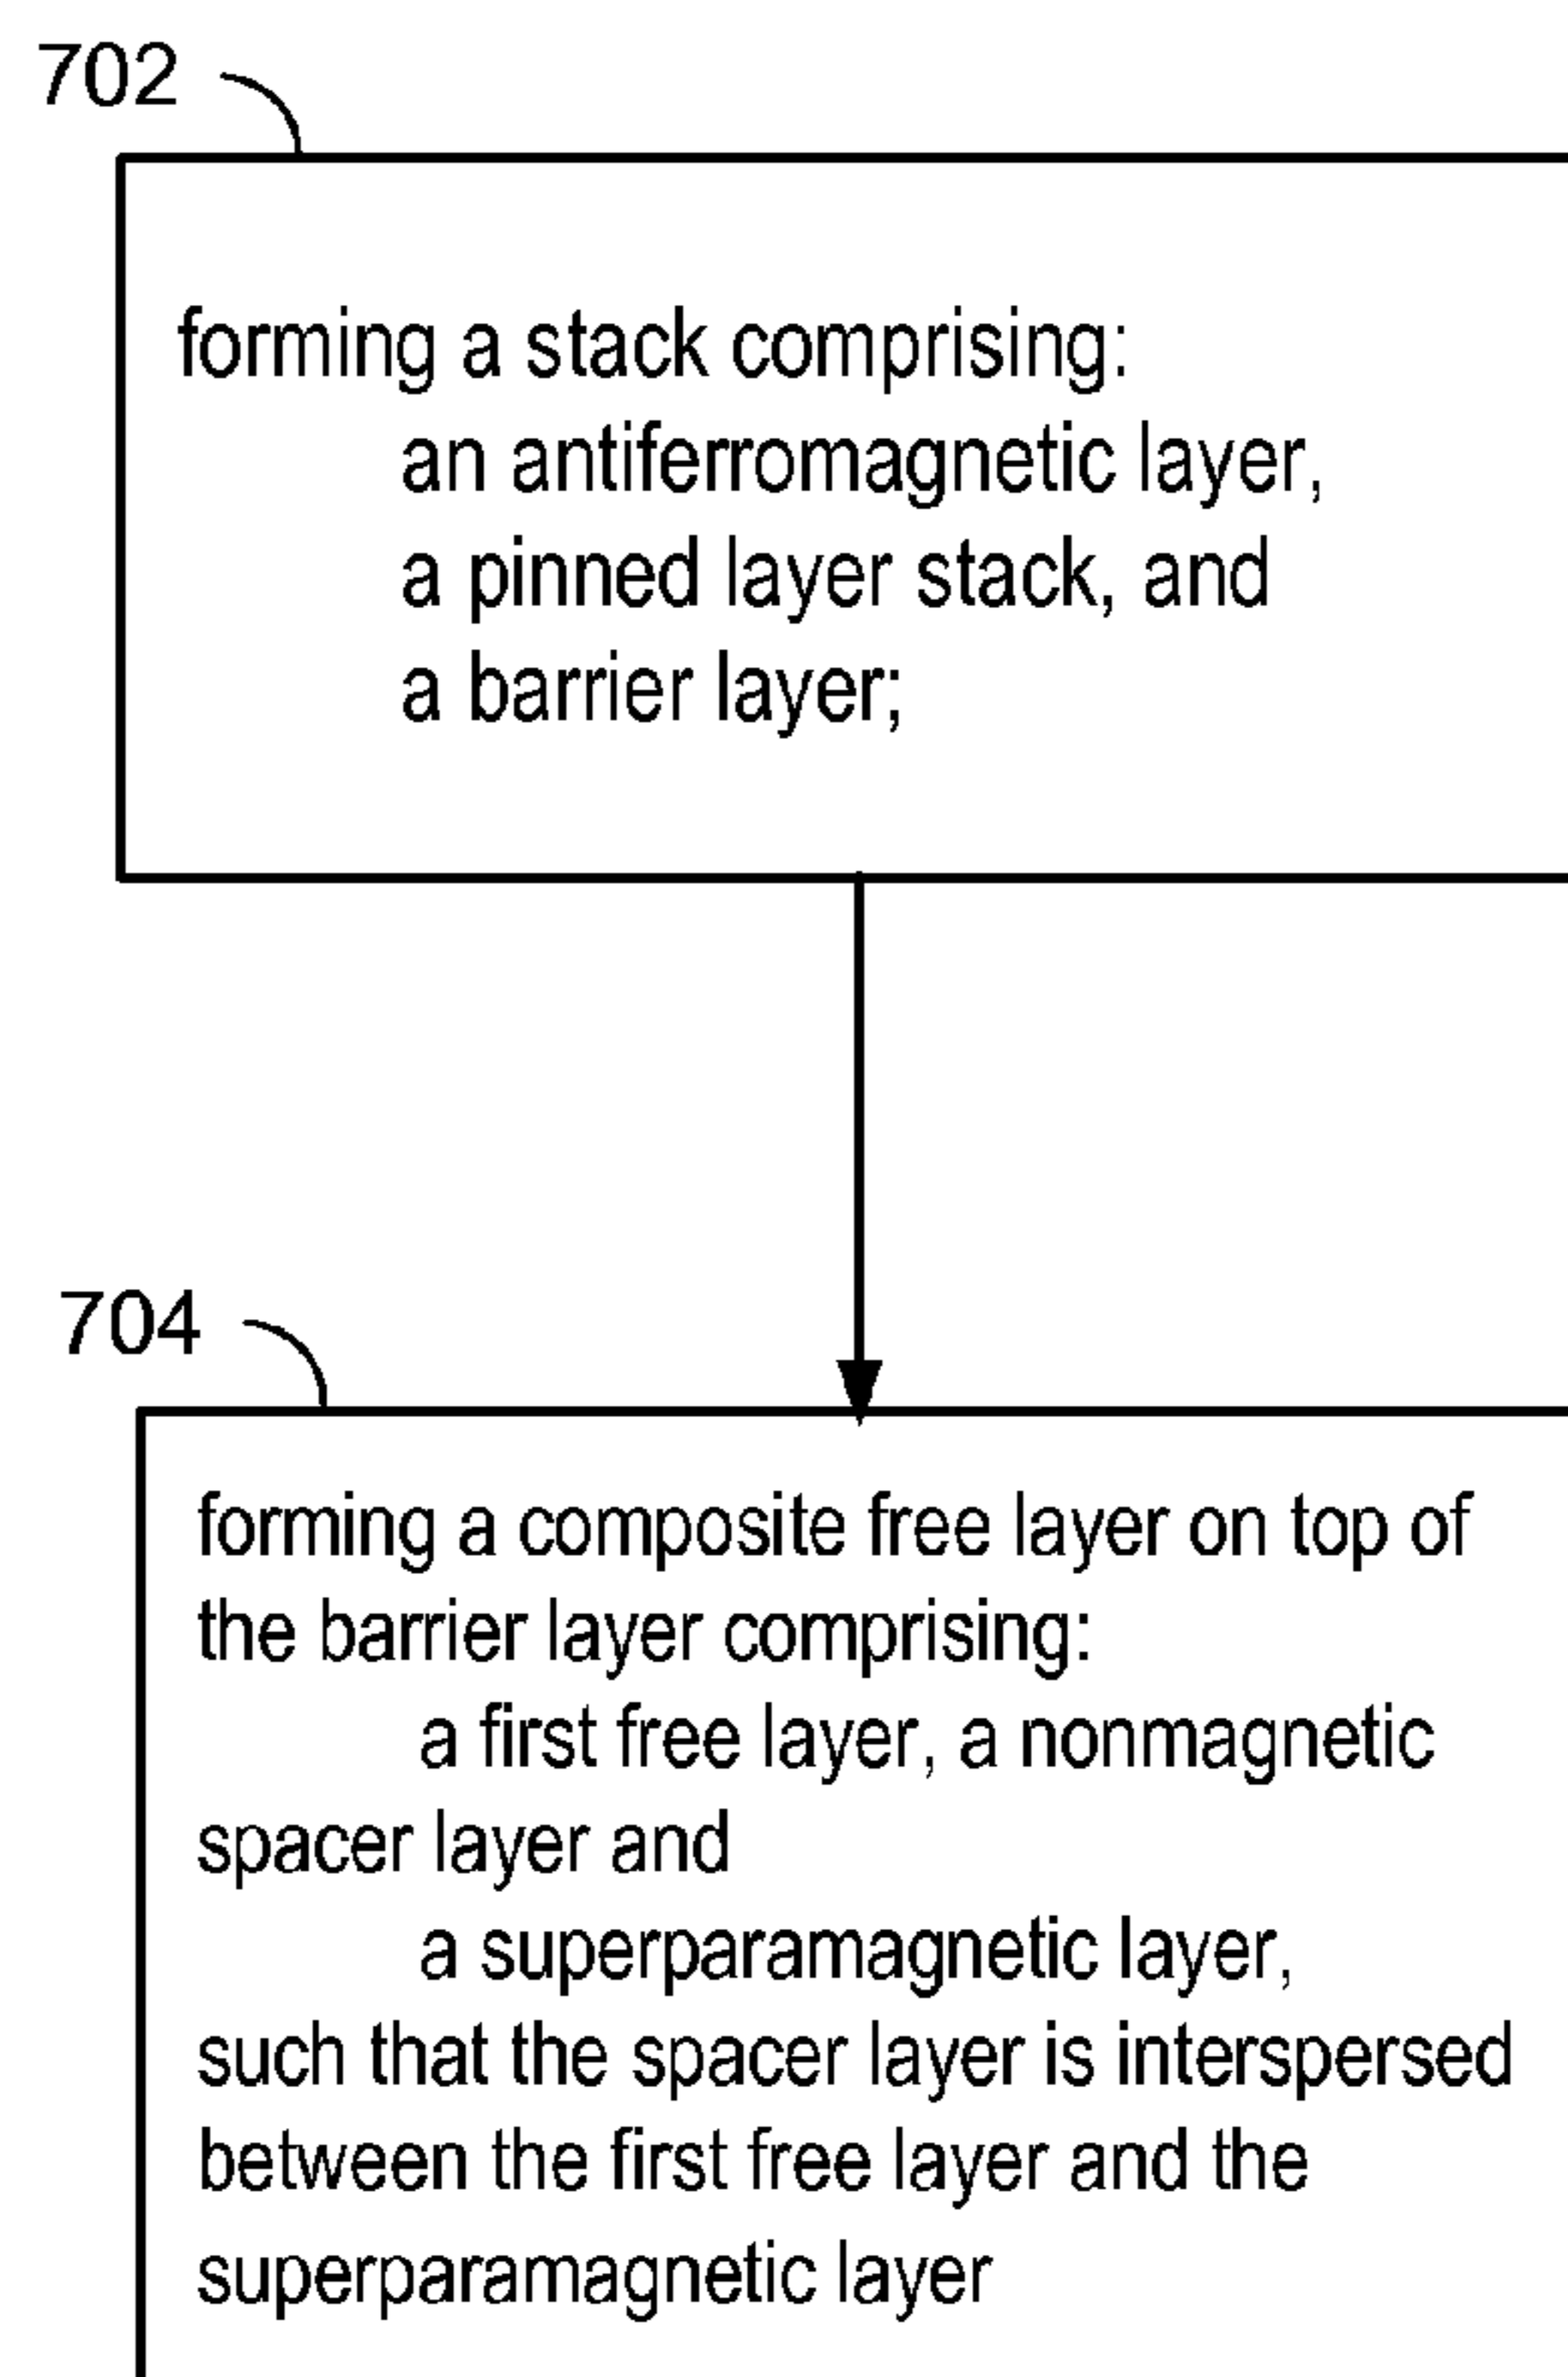 702
forming a stack comprising:
an antiferromagnetic layer,
a pinned layer stack, and
a barrier layer;
704
forming a composite free layer on top of
the barrier layer comprising:
a first free layer, a nonmagnetic
spacer layer and
a superparamagnetic layer,
such that the spacer layer is interspersed
between the first free layer and the
superparamagnetic layer